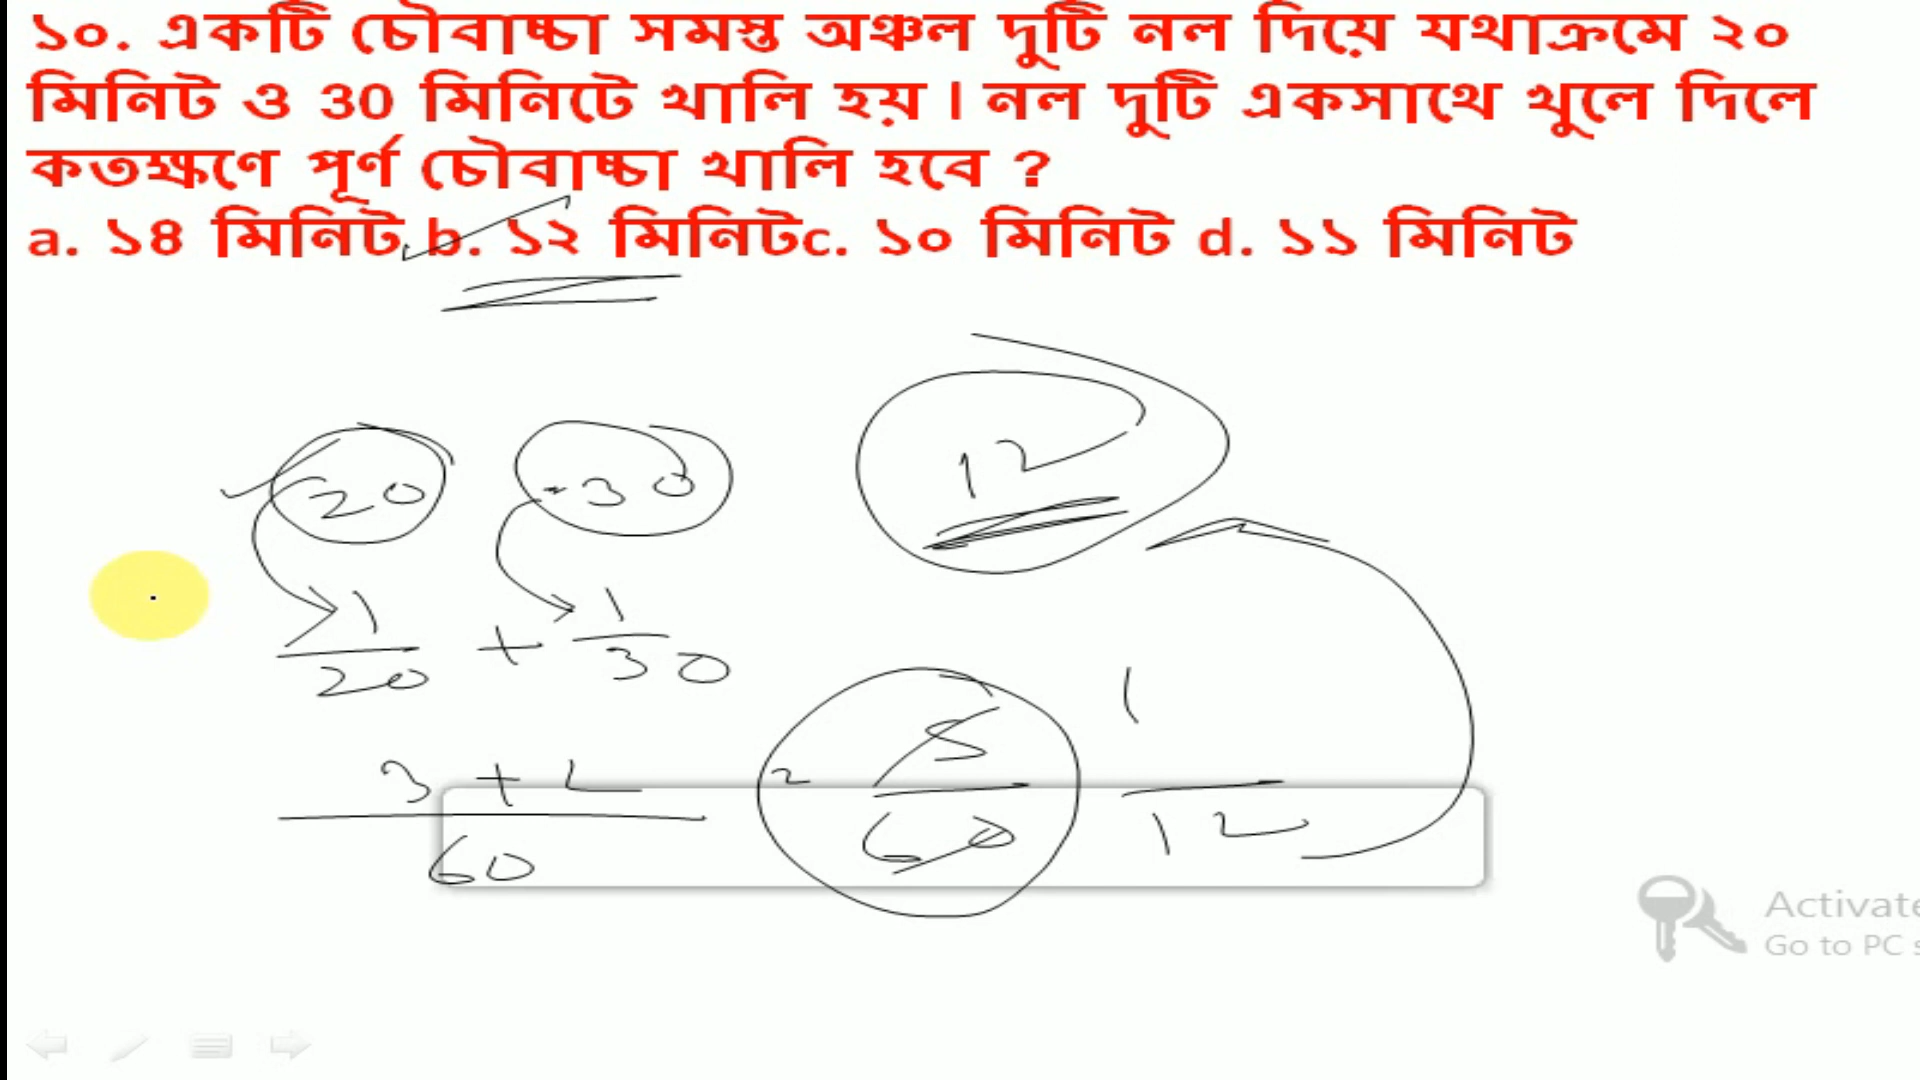 ১০. একটি চৌবাচ্চা সমস্ত অঞ্চল দুটি নল দিয়ে যথাক্রমে ২০
মিনিট ও 30 মিনিটে খালি হয় । নল দুটি একসাথে খুলে দিলে
কতক্ষণে পূর্ণ চৌবাচ্চা খালি হবে ?
a. ১৪ মিনিট b. ১২ মিনিটc. ১০ মিনিট d. ১১ মিনিট
20 30 12
1 + 1
20 30
3 + 2 = 5 1
60 60 12
Activate
Go to PC s